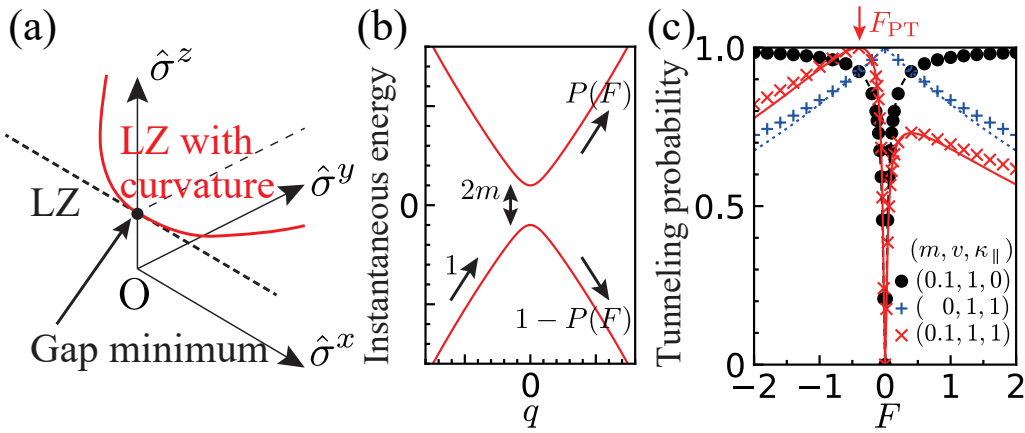 (a)
σ̂ᶻ
LZ with
curvature
LZ
σ̂ʸ
O
Gap minimum
σ̂ˣ
(b)
Instantaneous energy
0
P(F)
2m
1
1 − P(F)
0
q
(c)
F_PT
Tunneling probability
1.0
0.5
0
(m, v, κ_∥)
(0.1, 1, 0)
( 0, 1, 1)
(0.1, 1, 1)
−2
−1
0
1
2
F